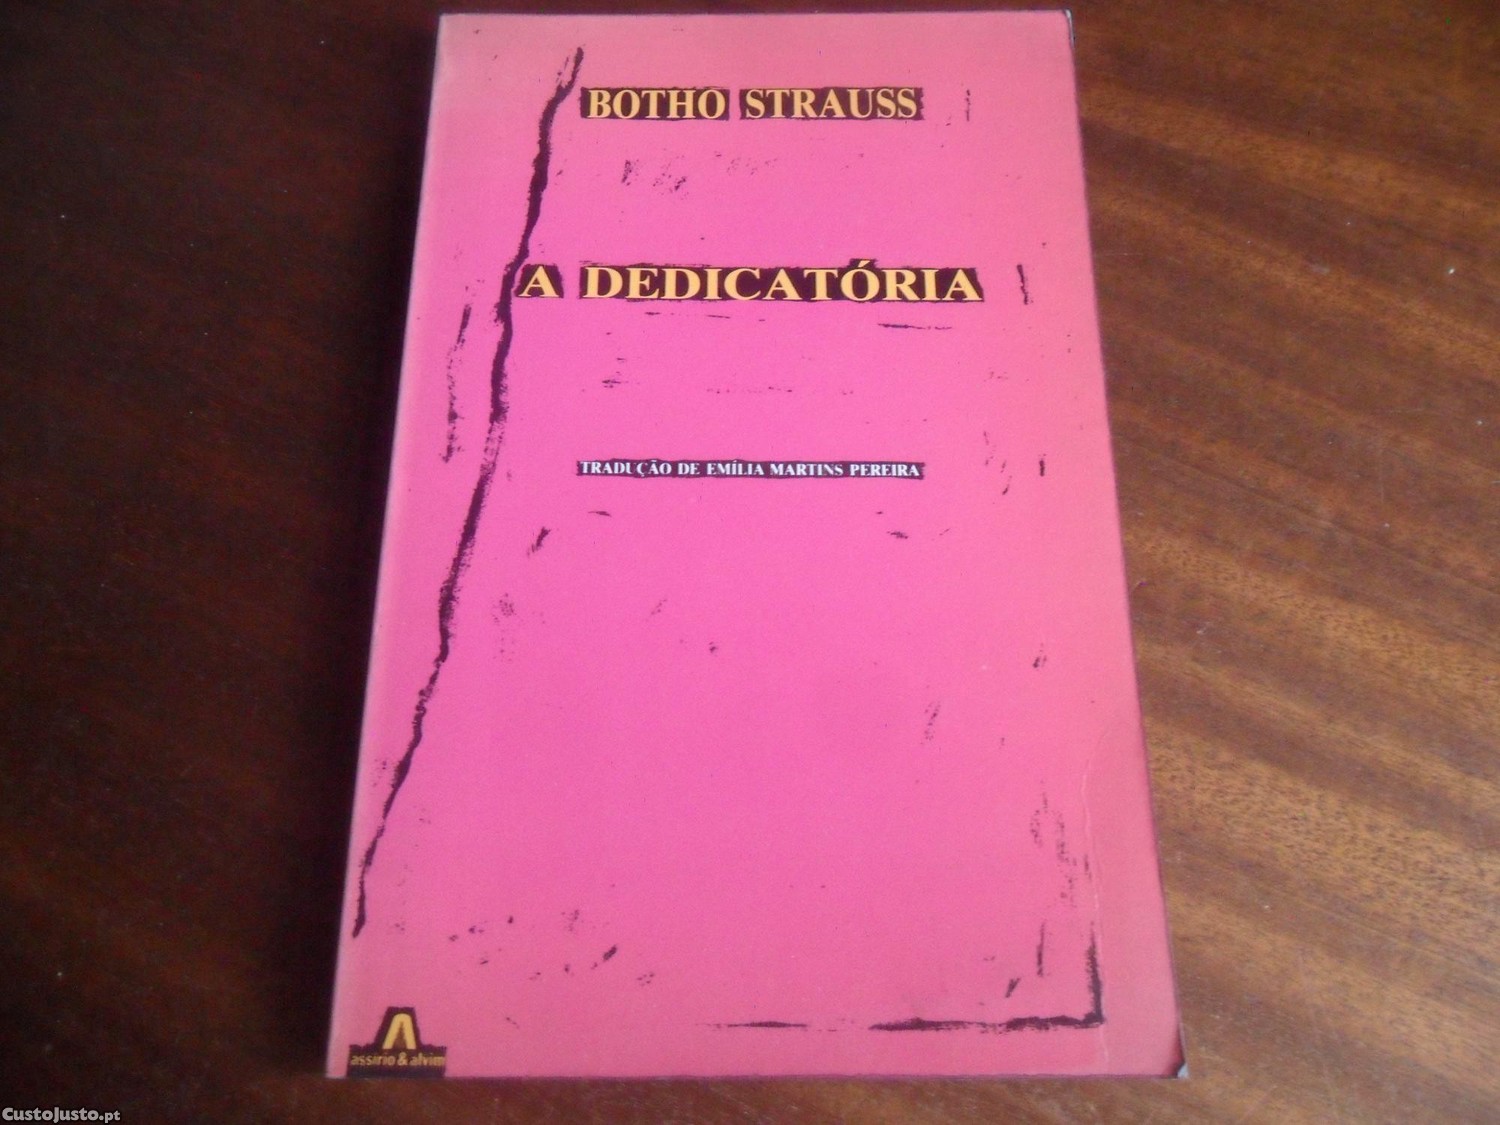 BOTHO STRAUSS
A DEDICATÓRIA
TRADUÇÃO DE EMÍLIA MARTINS PEREIRA
A
assírio & alvim
CustoJusto.pt